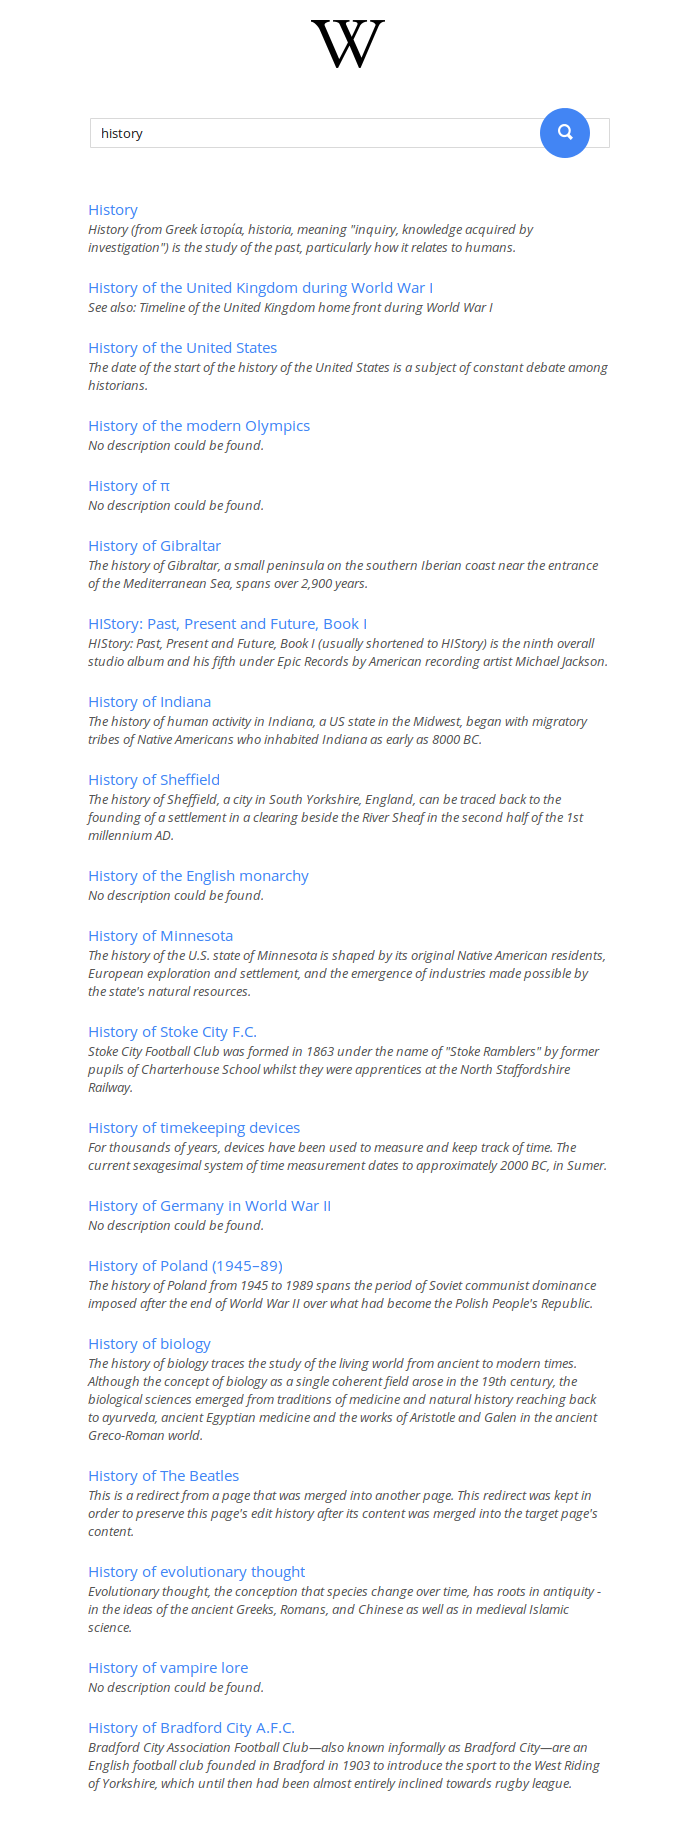 W
history
History
History (from Greek ἱστορία, historia, meaning "inquiry, knowledge acquired by
investigation") is the study of the past, particularly how it relates to humans.
History of the United Kingdom during World War I
See also: Timeline of the United Kingdom home front during World War I
History of the United States
The date of the start of the history of the United States is a subject of constant debate among
historians.
History of the modern Olympics
No description could be found.
History of π
No description could be found.
History of Gibraltar
The history of Gibraltar, a small peninsula on the southern Iberian coast near the entrance
of the Mediterranean Sea, spans over 2,900 years.
HIStory: Past, Present and Future, Book I
HIStory: Past, Present and Future, Book I (usually shortened to HIStory) is the ninth overall
studio album and his fifth under Epic Records by American recording artist Michael Jackson.
History of Indiana
The history of human activity in Indiana, a US state in the Midwest, began with migratory
tribes of Native Americans who inhabited Indiana as early as 8000 BC.
History of Sheffield
The history of Sheffield, a city in South Yorkshire, England, can be traced back to the
founding of a settlement in a clearing beside the River Sheaf in the second half of the 1st
millennium AD.
History of the English monarchy
No description could be found.
History of Minnesota
The history of the U.S. state of Minnesota is shaped by its original Native American residents,
European exploration and settlement, and the emergence of industries made possible by
the state's natural resources.
History of Stoke City F.C.
Stoke City Football Club was formed in 1863 under the name of "Stoke Ramblers" by former
pupils of Charterhouse School whilst they were apprentices at the North Staffordshire
Railway.
History of timekeeping devices
For thousands of years, devices have been used to measure and keep track of time. The
current sexagesimal system of time measurement dates to approximately 2000 BC, in Sumer.
History of Germany in World War II
No description could be found.
History of Poland (1945–89)
The history of Poland from 1945 to 1989 spans the period of Soviet communist dominance
imposed after the end of World War II over what had become the Polish People's Republic.
History of biology
The history of biology traces the study of the living world from ancient to modern times.
Although the concept of biology as a single coherent field arose in the 19th century, the
biological sciences emerged from traditions of medicine and natural history reaching back
to ayurveda, ancient Egyptian medicine and the works of Aristotle and Galen in the ancient
Greco-Roman world.
History of The Beatles
This is a redirect from a page that was merged into another page. This redirect was kept in
order to preserve this page's edit history after its content was merged into the target page's
content.
History of evolutionary thought
Evolutionary thought, the conception that species change over time, has roots in antiquity -
in the ideas of the ancient Greeks, Romans, and Chinese as well as in medieval Islamic
science.
History of vampire lore
No description could be found.
History of Bradford City A.F.C.
Bradford City Association Football Club—also known informally as Bradford City—are an
English football club founded in Bradford in 1903 to introduce the sport to the West Riding
of Yorkshire, which until then had been almost entirely inclined towards rugby league.